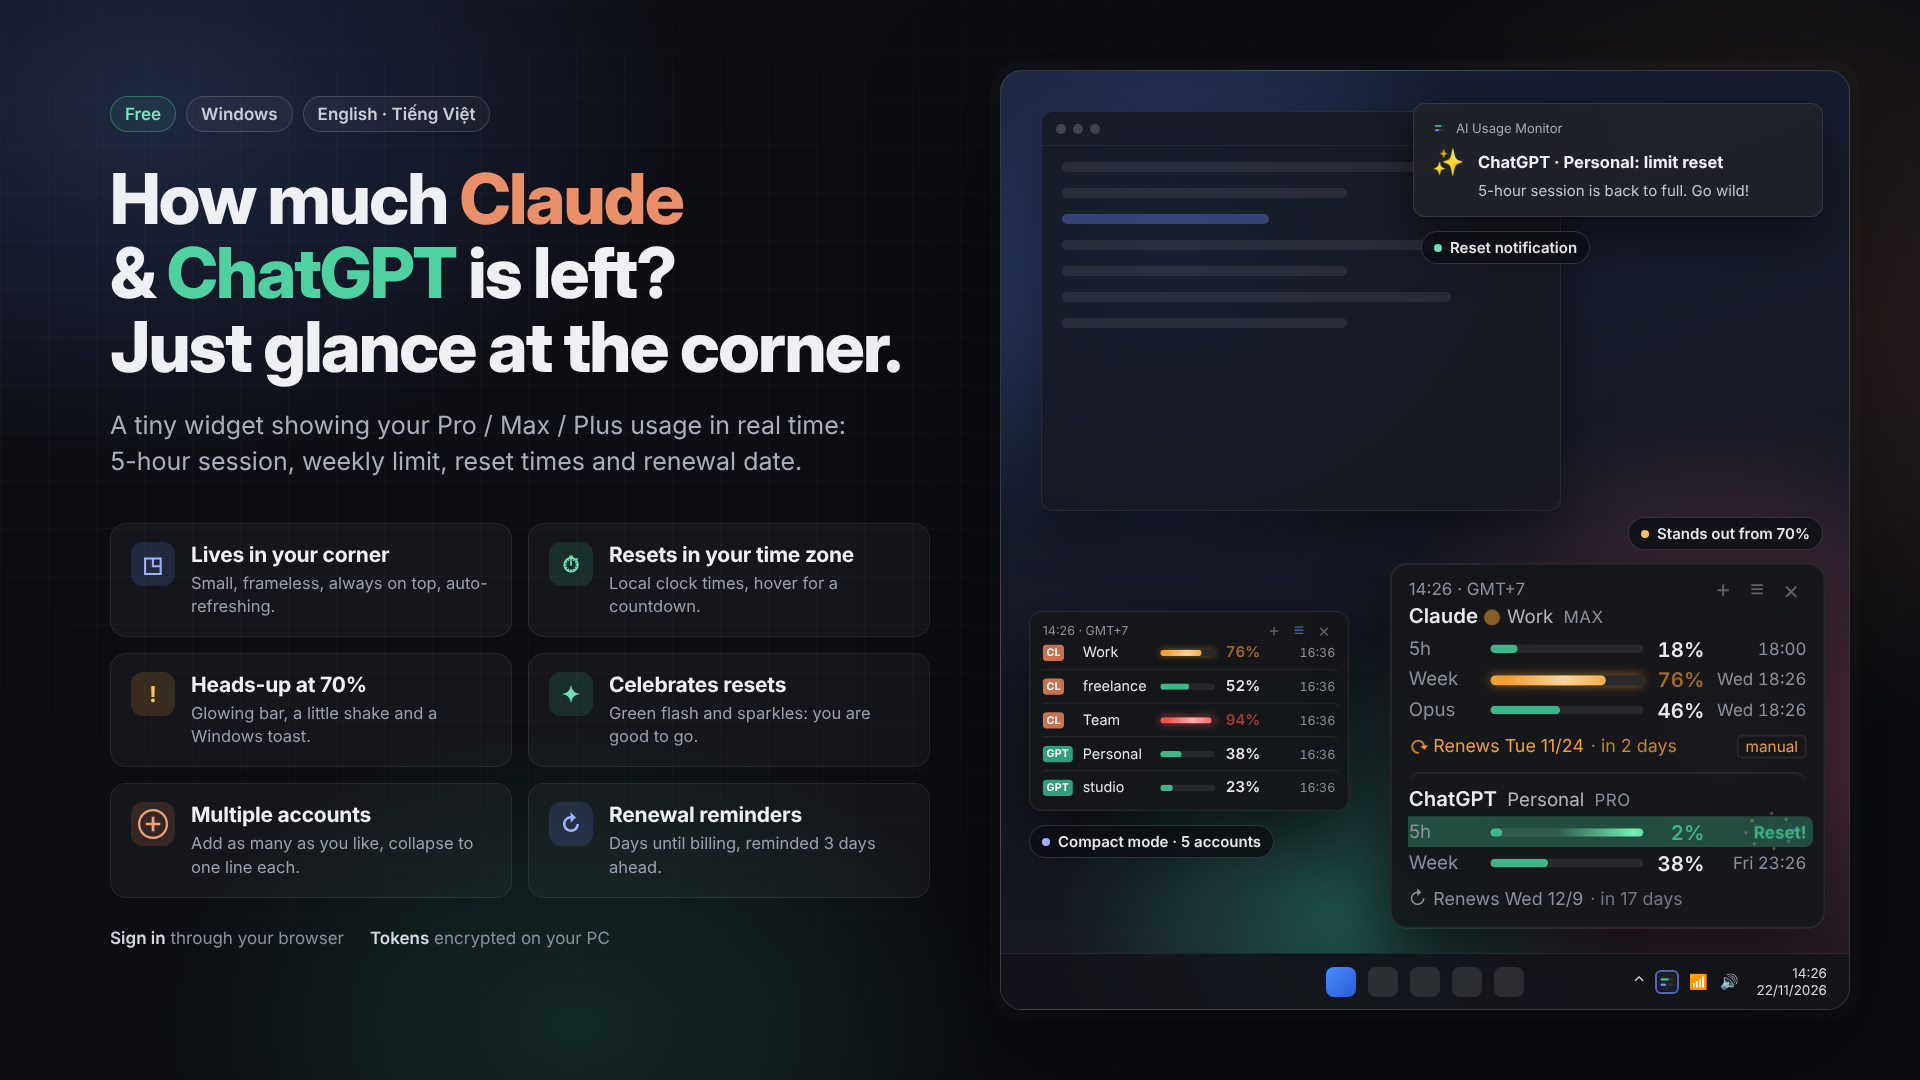 Free
Windows
English · Tiếng Việt
How much Claude
& ChatGPT is left?
Just glance at the corner.
A tiny widget showing your Pro / Max / Plus usage in real time:
5-hour session, weekly limit, reset times and renewal date.
Lives in your corner
Small, frameless, always on top, auto-
refreshing.
Resets in your time zone
Local clock times, hover for a
countdown.
Heads-up at 70%
Glowing bar, a little shake and a
Windows toast.
Celebrates resets
Green flash and sparkles: you are
good to go.
Multiple accounts
Add as many as you like, collapse to
one line each.
Renewal reminders
Days until billing, reminded 3 days
ahead.
Sign in through your browser
Tokens encrypted on your PC
AI Usage Monitor
ChatGPT · Personal: limit reset
5-hour session is back to full. Go wild!
Reset notification
Stands out from 70%
14:26 · GMT+7
CL Work 76% 16:36
CL freelance 52% 16:36
CL Team 94% 16:36
GPT Personal 38% 16:36
GPT studio 23% 16:36
Compact mode · 5 accounts
14:26 · GMT+7
Claude Work MAX
5h 18% 18:00
Week 76% Wed 18:26
Opus 46% Wed 18:26
Renews Tue 11/24 · in 2 days manual
ChatGPT Personal PRO
5h 2% Reset!
Week 38% Fri 23:26
Renews Wed 12/9 · in 17 days
14:26
22/11/2026